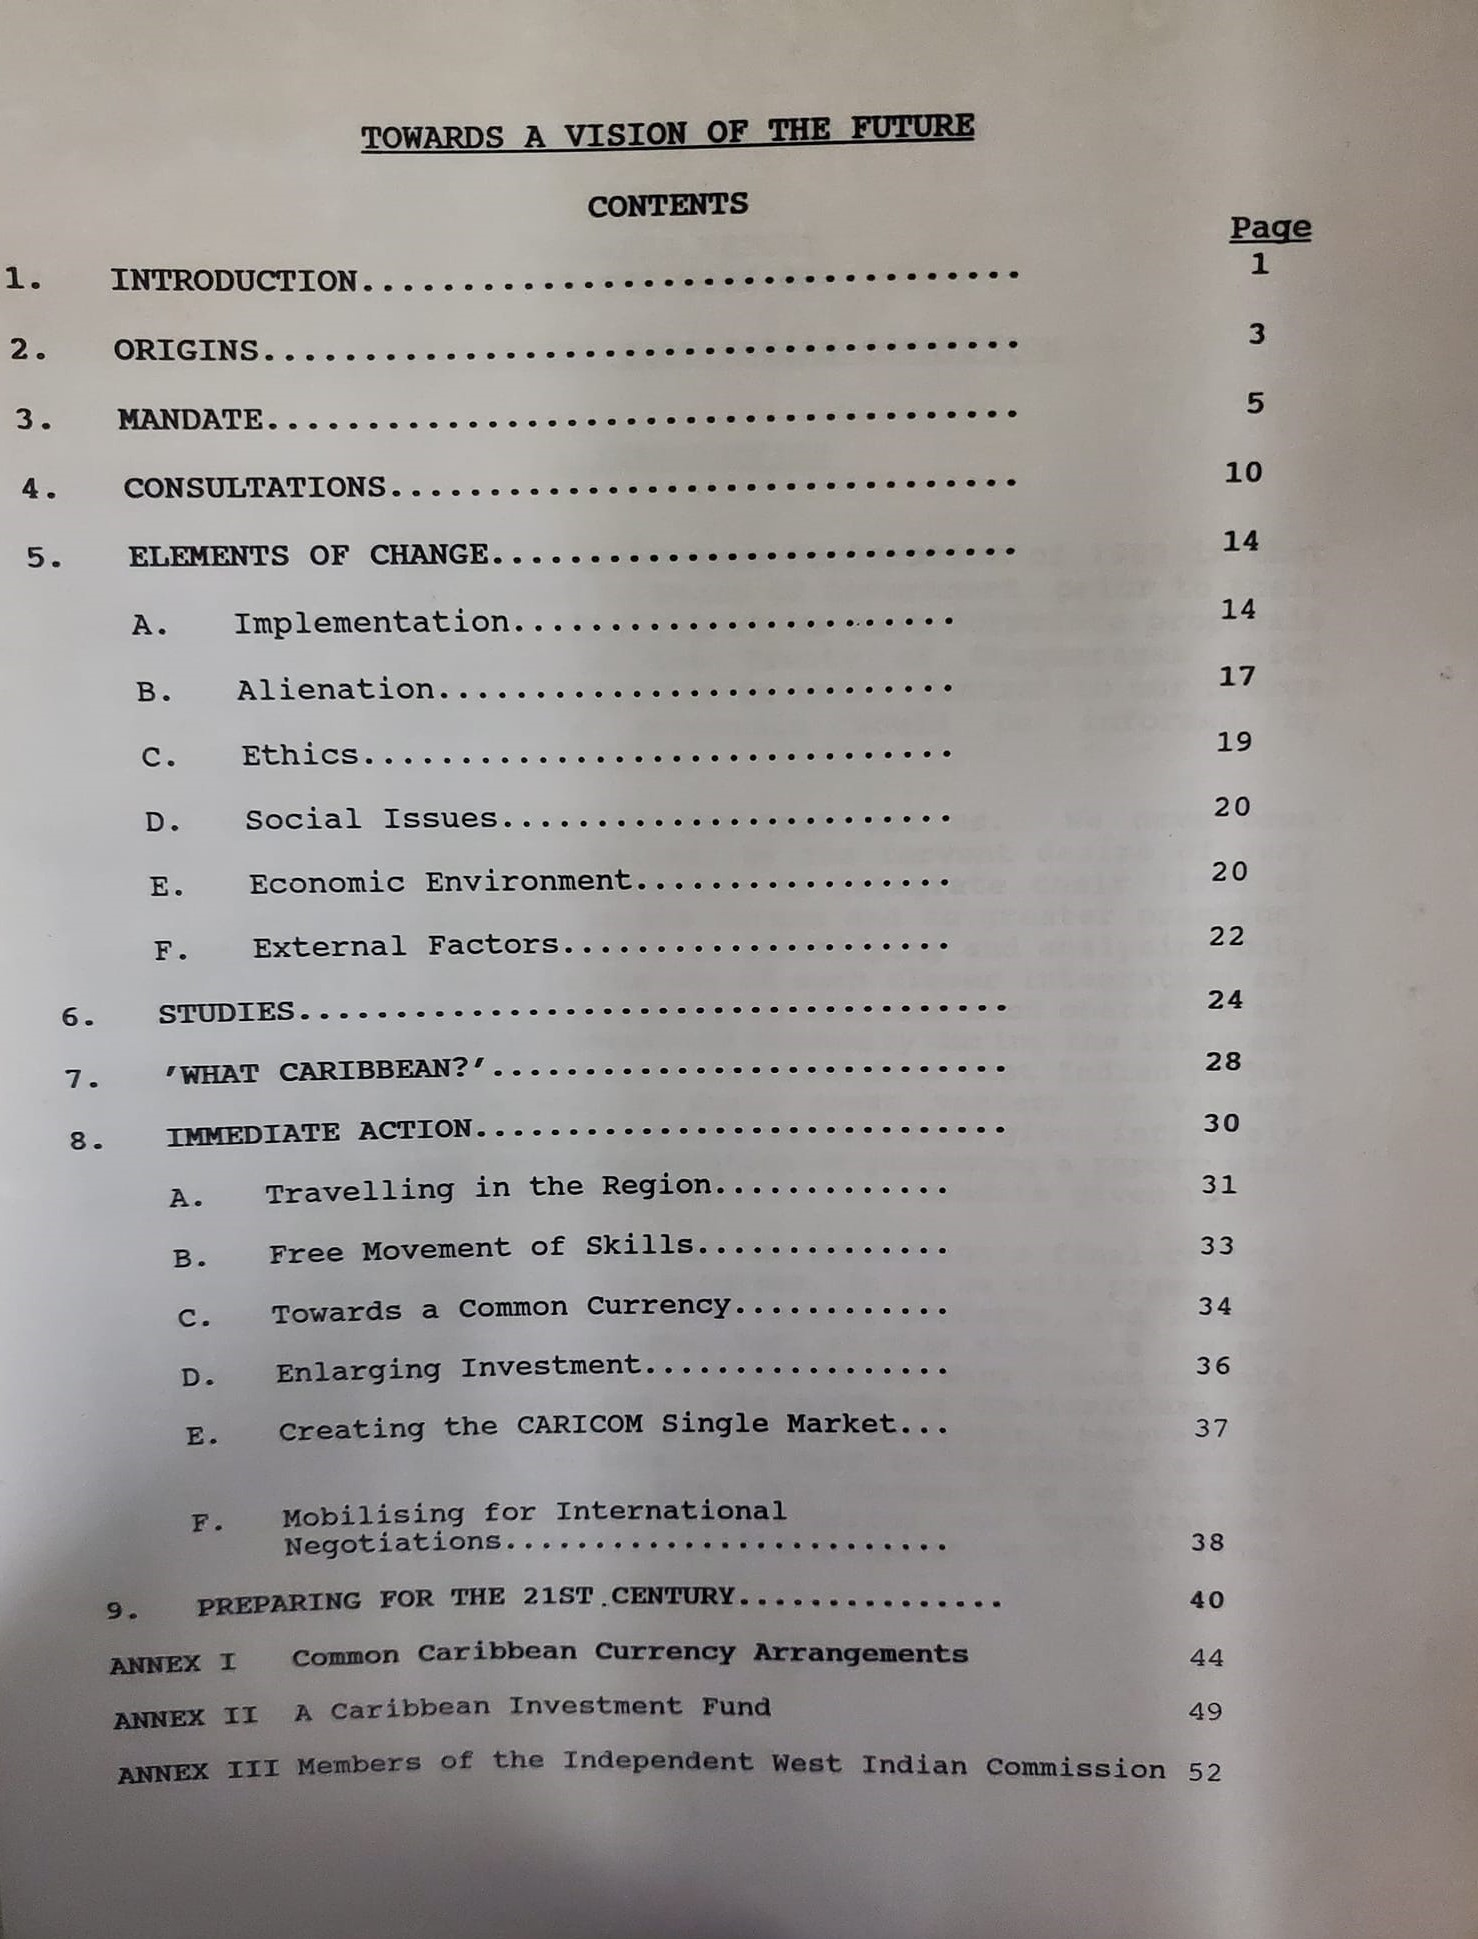 TOWARDS A VISION OF THE FUTURE
CONTENTS
Page
1. INTRODUCTION................................. 1
2. ORIGINS...................................... 3
3. MANDATE...................................... 5
4. CONSULTATIONS................................ 10
5. ELEMENTS OF CHANGE........................... 14
A. Implementation....................... 14
B. Alienation........................... 17
C. Ethics............................... 19
D. Social Issues........................ 20
E. Economic Environment................. 20
F. External Factors..................... 22
6. STUDIES...................................... 24
7. 'WHAT CARIBBEAN?'............................ 28
8. IMMEDIATE ACTION............................. 30
A. Travelling in the Region............. 31
B. Free Movement of Skills.............. 33
C. Towards a Common Currency............ 34
D. Enlarging Investment................. 36
E. Creating the CARICOM Single Market... 37
F. Mobilising for International
Negotiations......................... 38
9. PREPARING FOR THE 21ST CENTURY............... 40
ANNEX I Common Caribbean Currency Arrangements 44
ANNEX II A Caribbean Investment Fund 49
ANNEX III Members of the Independent West Indian Commission 52